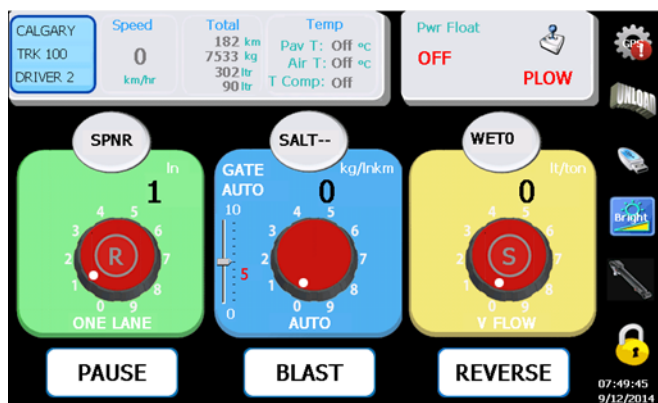 CALGARY
TRK 100
DRIVER 2
Speed
0
km/hr
Total
182 km
7533 kg
302 ltr
90 ltr
Temp
Pav T: Off ºc
Air T: Off ºc
T Comp: Off
Pwr Float
OFF
PLOW
GPS
UNLOAD
SPNR
ln
1
4 5
3 6
2 R 7
1 8
0 9
ONE LANE
SALT--
GATE
AUTO
kg/lnkm
0
10
5
0
4 5
3 6
2 7
1 8
0 9
AUTO
WET0
lt/ton
0
4 5
3 6
2 S 7
1 8
0 9
V FLOW
Bright
PAUSE
BLAST
REVERSE
07:49:45
9/12/2014